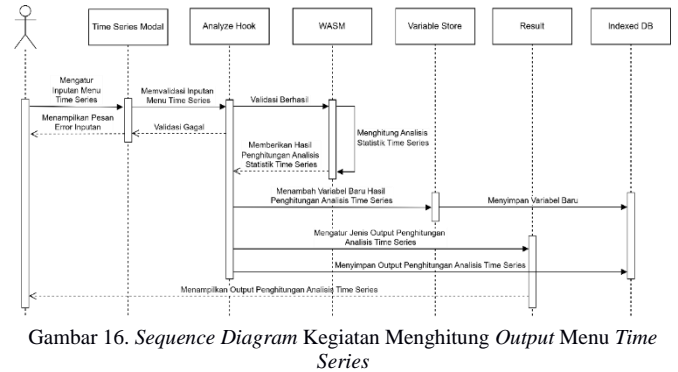 Time Series Modal
Analyze Hook
WASM
Variable Store
Result
Indexed DB
Mengatur
Inputan Menu
Time Series
Memvalidasi Inputan
Menu Time Series
Validasi Berhasil
Menampilkan Pesan
Error Inputan
Validasi Gagal
Menghitung Analisis
Statistik Time Series
Memberikan Hasil
Penghitungan Analisis
Statistik Time Series
Menambah Variabel Baru Hasil
Penghitungan Analisis Time Series
Menyimpan Variabel Baru
Mengatur Jenis Output Penghitungan
Analisis Time Series
Menyimpan Output Penghitungan Analisis Time Series
Menampilkan Output Penghitungan Analisis Time Series
Gambar 16. Sequence Diagram Kegiatan Menghitung Output Menu Time
Series